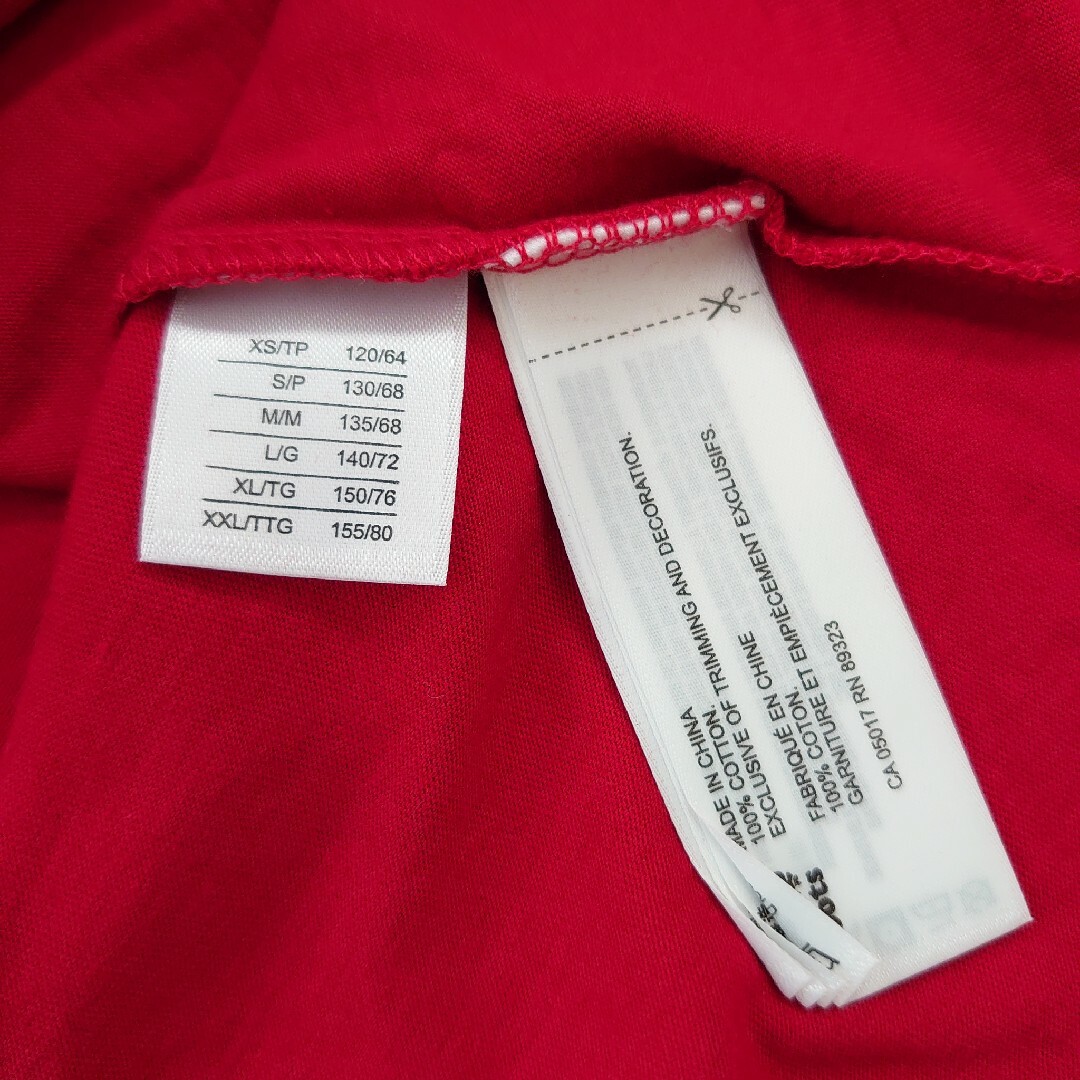 XS/TP 120/64
S/P 130/68
M/M 135/68
L/G 140/72
XL/TG 150/76
XXL/TTG 155/80
MADE IN CHINA
100% COTTON.
EXCLUSIVE OF TRIMMING AND DECORATION.
FABRIQUÉ EN CHINE
100% COTON.
GARNITURE ET EMPIÈCEMENT EXCLUSIFS.
CA 05017 RN 89323